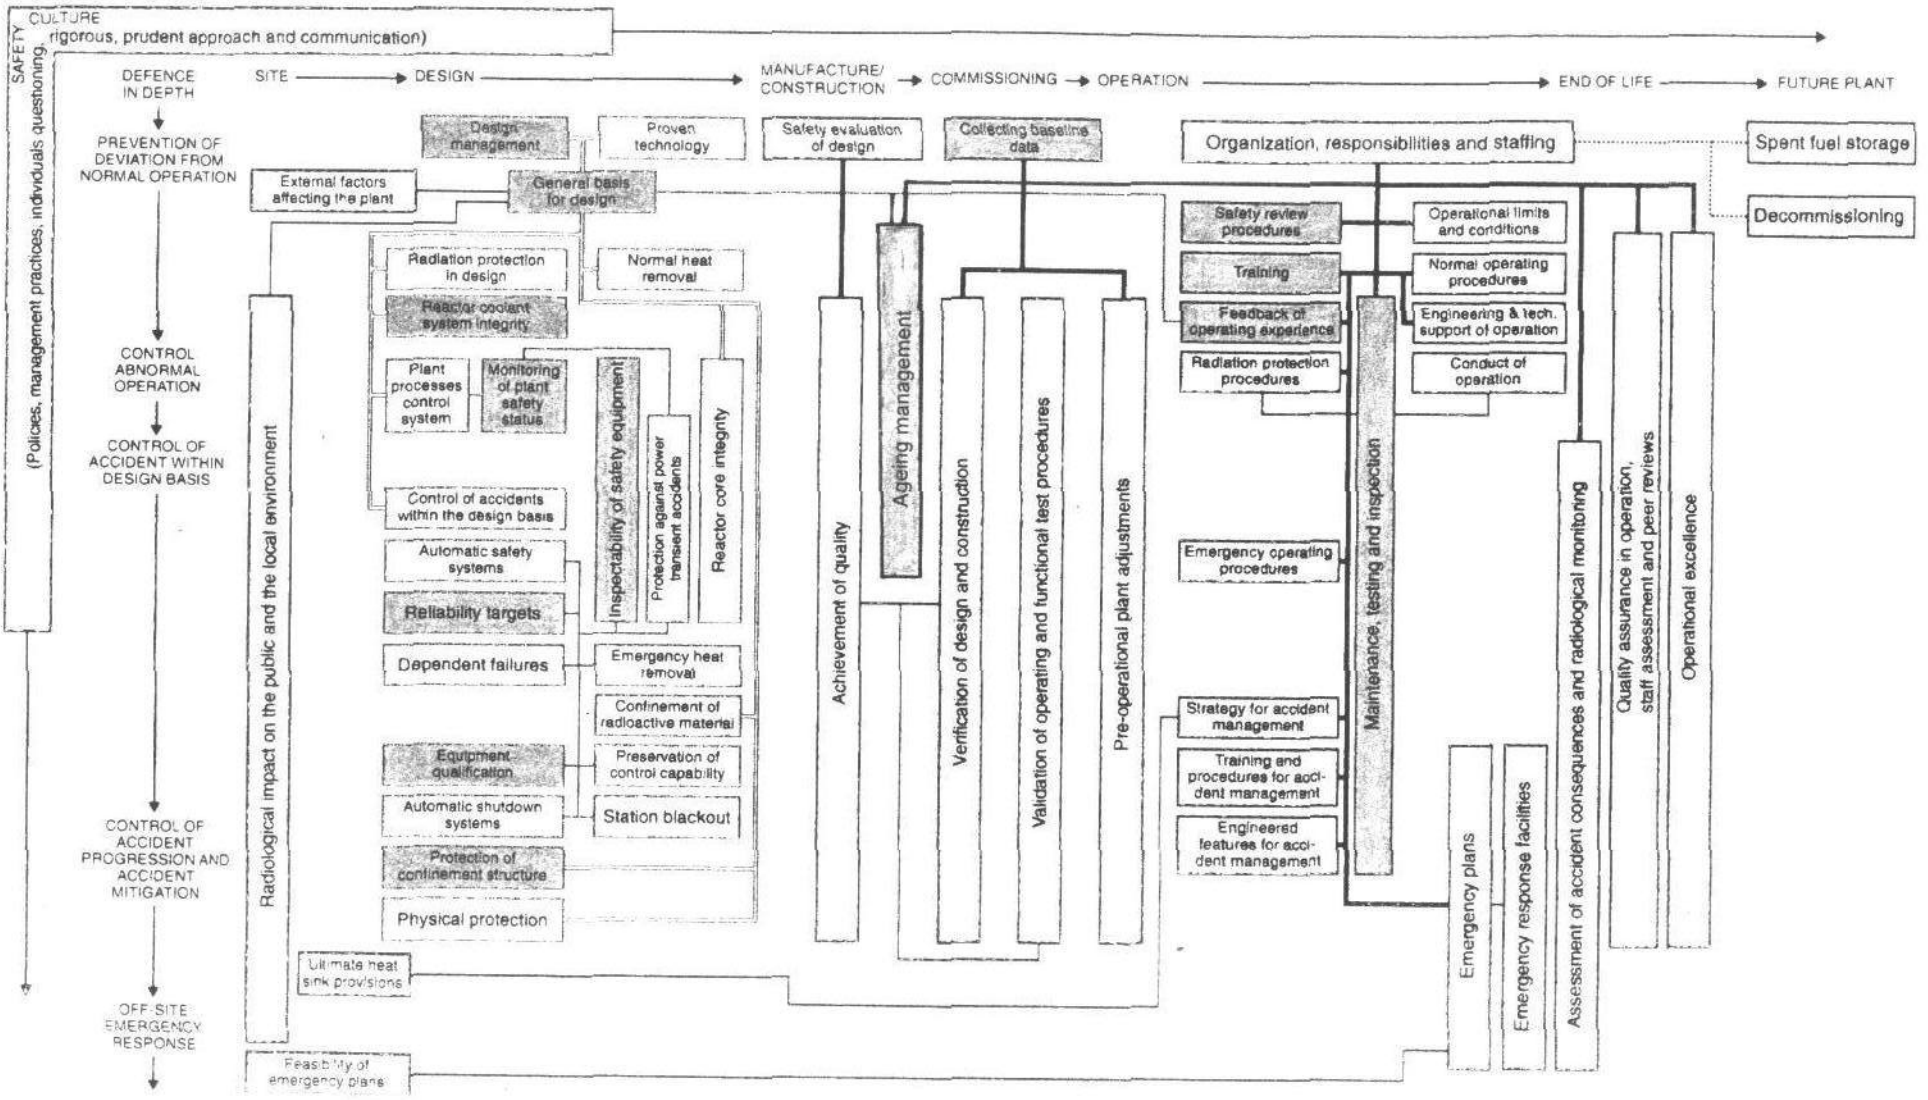 SAFETY
CULTURE
rigorous, prudent approach and communication)
(Policies, management practices, individuals questioning,
DEFENCE
IN DEPTH
SITE
DESIGN
MANUFACTURE/
CONSTRUCTION
COMMISSIONING
OPERATION
END OF LIFE
FUTURE PLANT
PREVENTION OF
DEVIATION FROM
NORMAL OPERATION
CONTROL
ABNORMAL
OPERATION
CONTROL OF
ACCIDENT WITHIN
DESIGN BASIS
CONTROL OF
ACCIDENT
PROGRESSION AND
ACCIDENT
MITIGATION
OFF-SITE
EMERGENCY
RESPONSE
External factors
affecting the plant
Radiological impact on the public and the local environment
Ultimate heat
sink provisions
Feasibility of
emergency plans
Design
management
Proven
technology
General basis
for design
Radiation protection
in design
Normal heat
removal
Reactor coolant
system integrity
Plant
processes
control
system
Monitoring
of plant
safety
status
Inspectability of safety equipment
Protection against power
transient accidents
Reactor core integrity
Control of accidents
within the design basis
Automatic safety
systems
Reliability targets
Dependent failures
Emergency heat
removal
Confinement of
radioactive material
Equipment
qualification
Preservation of
control capability
Automatic shutdown
systems
Station blackout
Protection of
confinement structure
Physical protection
Safety evaluation
of design
Achievement of quality
Ageing management
Collecting baseline
data
Verification of design and construction
Validation of operating and functional test procedures
Pre-operational plant adjustments
Organization, responsibilities and staffing
Safety review
procedures
Operational limits
and conditions
Training
Normal operating
procedures
Feedback of
operating experience
Engineering & tech.
support of operation
Radiation protection
procedures
Conduct of
operation
Maintenance, testing and inspection
Emergency operating
procedures
Strategy for accident
management
Training and
procedures for acci-
dent management
Engineered
features for acci-
dent management
Emergency plans
Emergency response facilities
Assessment of accident consequences and radiological monitoring
Quality assurance in operation,
staff assessment and peer reviews
Operational excellence
Spent fuel storage
Decommissioning